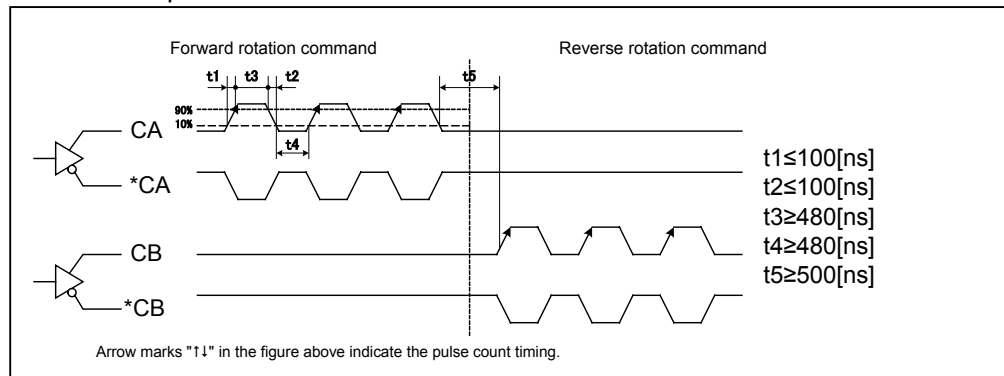 Forward rotation command
Reverse rotation command
t1 t3 t2
t5
90%
10%
t4
CA
*CA
CB
*CB
t1≤100[ns]
t2≤100[ns]
t3≥480[ns]
t4≥480[ns]
t5≥500[ns]
Arrow marks "↑↓" in the figure above indicate the pulse count timing.